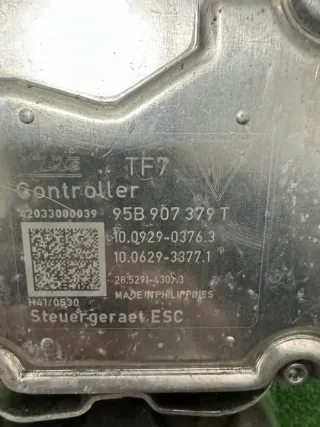 TF7
Controller
42033000039 95B 907 379 T
10.0929-0376.3
10.0629-3377.1
28.5291-4307.3
MADE IN PHILIPPINES
H41/0530
Steuergeraet ESC